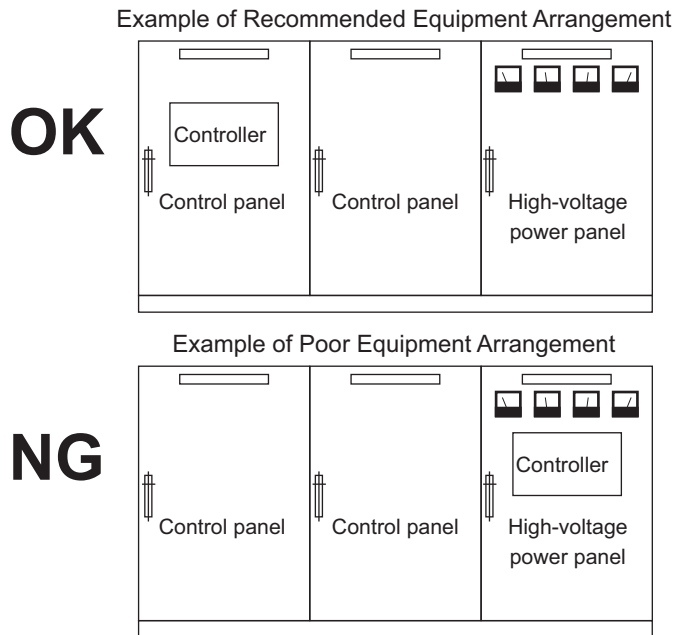 Example of Recommended Equipment Arrangement
OK
Controller
Control panel
Control panel
High-voltage
power panel
Example of Poor Equipment Arrangement
NG
Controller
Control panel
Control panel
High-voltage
power panel